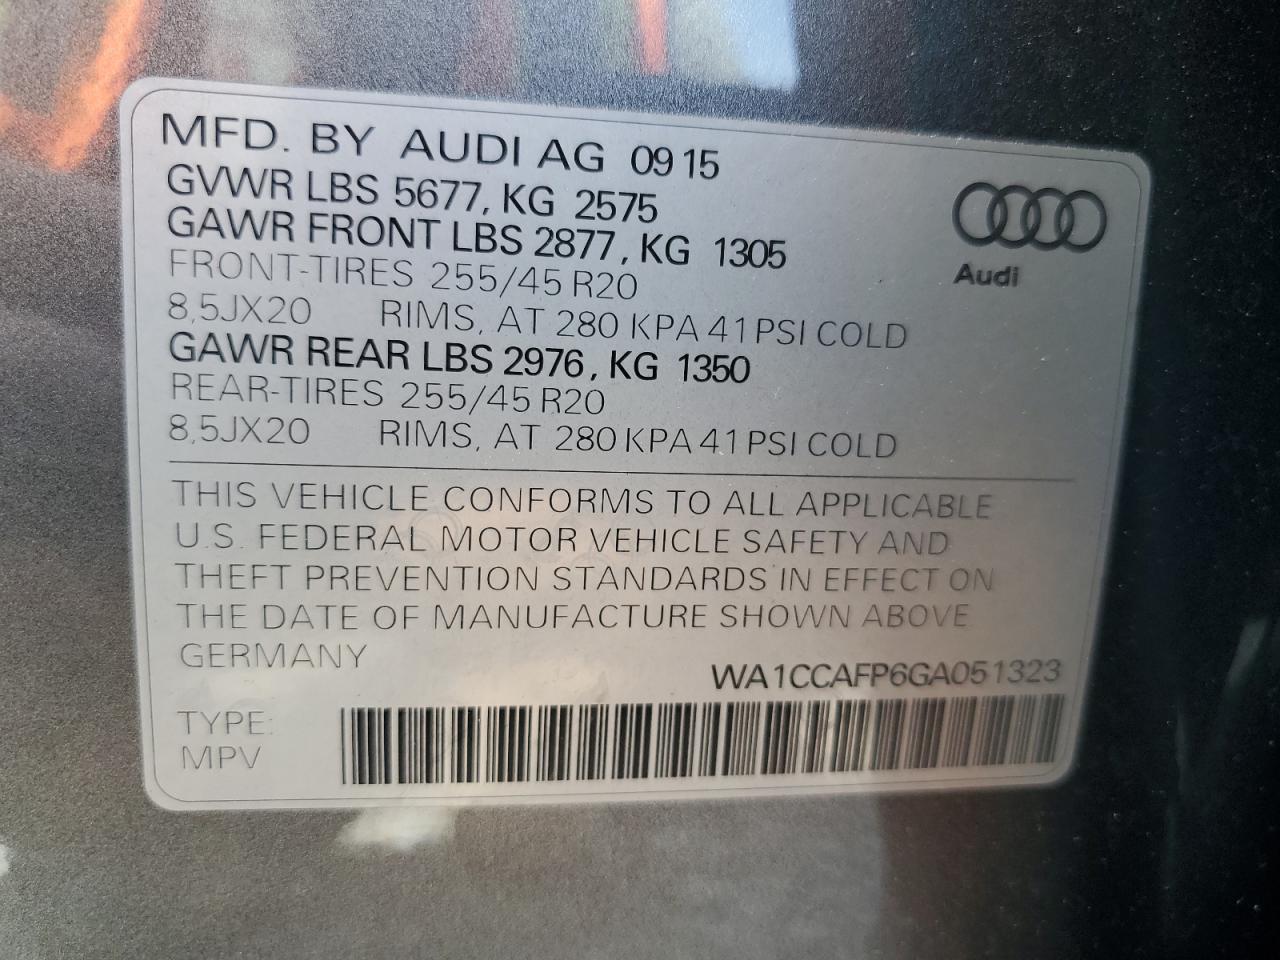 MFD. BY AUDI AG 09 15
GVWR LBS 5677, KG 2575
GAWR FRONT LBS 2877, KG 1305
FRONT-TIRES 255/45 R20
8,5JX20 RIMS, AT 280 KPA 41 PSI COLD
GAWR REAR LBS 2976, KG 1350
REAR-TIRES 255/45 R20
8,5JX20 RIMS, AT 280 KPA 41 PSI COLD
Audi
THIS VEHICLE CONFORMS TO ALL APPLICABLE
U.S. FEDERAL MOTOR VEHICLE SAFETY AND
THEFT PREVENTION STANDARDS IN EFFECT ON
THE DATE OF MANUFACTURE SHOWN ABOVE
GERMANY
WA1CCAFP6GA051323
TYPE:
MPV